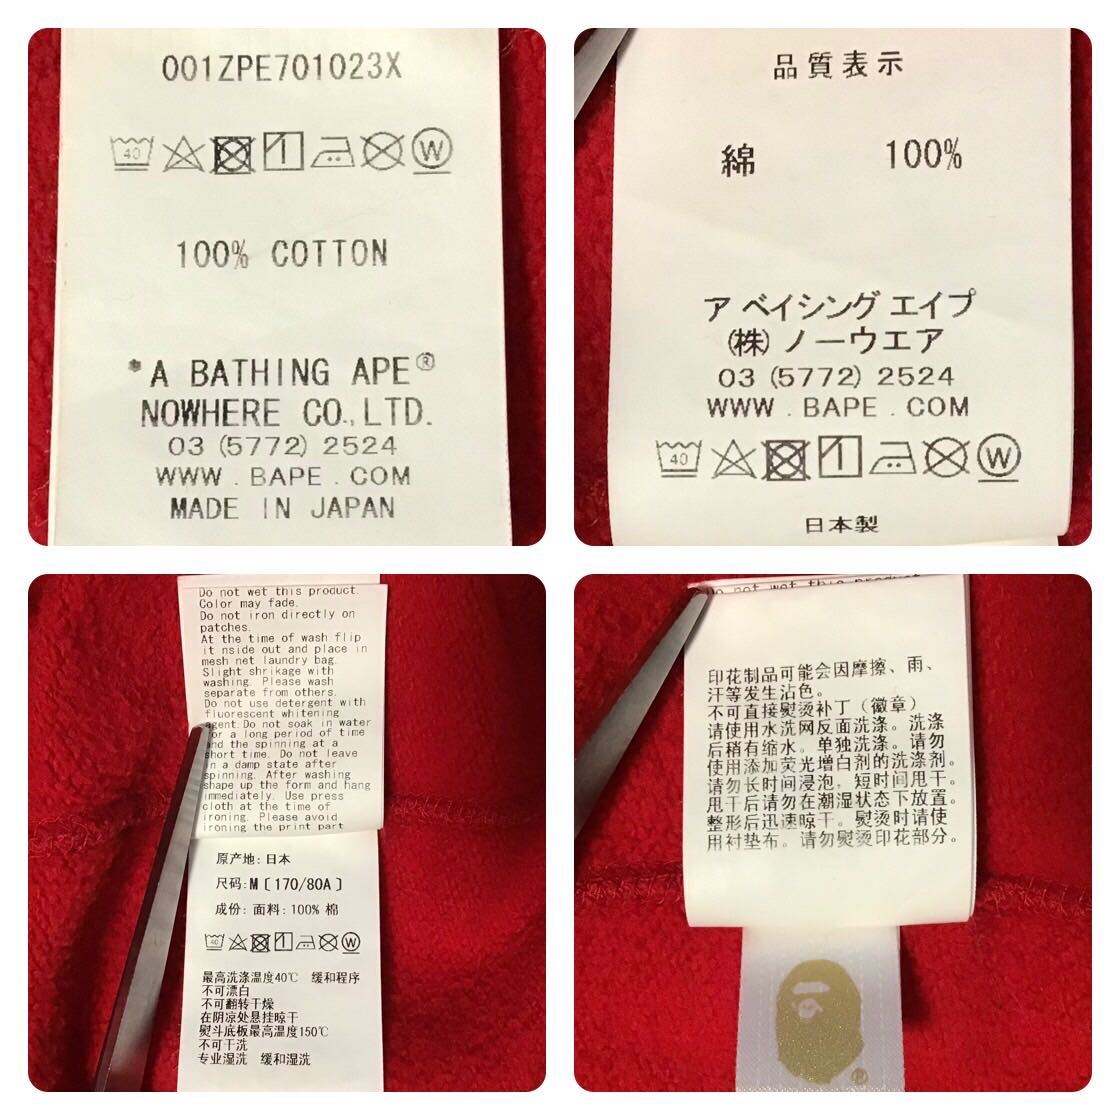 001ZPE701023X
40 W
100% COTTON
*A BATHING APE®
NOWHERE CO.,LTD.
03 (5772) 2524
WWW . BAPE . COM
MADE IN JAPAN
品質表示
綿 100%
ア ベイシング エイプ
(株) ノーウエア
03 (5772) 2524
WWW . BAPE . COM
40 W
日本製
Do not wet this product.
Color may fade.
Do not iron directly on
patches.
At the time of wash flip
it nside out and place in
mesh net laundry bag.
Slight shrikage with
washing. Please wash
separate from others.
Do not use detergent with
fluorescent whitening
agent.Do not soak in water
for a long period of time
and the spinning at a
short time. Do not leave
in a damp state after
spinning. After washing
shape up the form and hang
immediately. Use press
cloth at the time of
ironing. Please avoid
ironing the print part
原产地: 日本
尺码: M〔170/80A〕
成份: 面料: 100% 棉
40 W
最高洗涤温度40℃ 缓和程序
不可漂白
不可翻转干燥
在阴凉处悬挂晾干
熨斗底板最高温度150℃
不可干洗
专业湿洗 缓和湿洗
Do not wet this product.
印花制品可能会因摩擦、雨、
汗等发生沾色。
不可直接熨烫补丁（徽章）
请使用水洗网反面洗涤。洗涤
后稍有缩水。单独洗涤。请勿
使用添加荧光增白剂的洗涤剂。
请勿长时间浸泡，短时间甩干。
甩干后请勿在潮湿状态下放置。
整形后迅速晾干。熨烫时请使
用衬垫布。请勿熨烫印花部分。
®